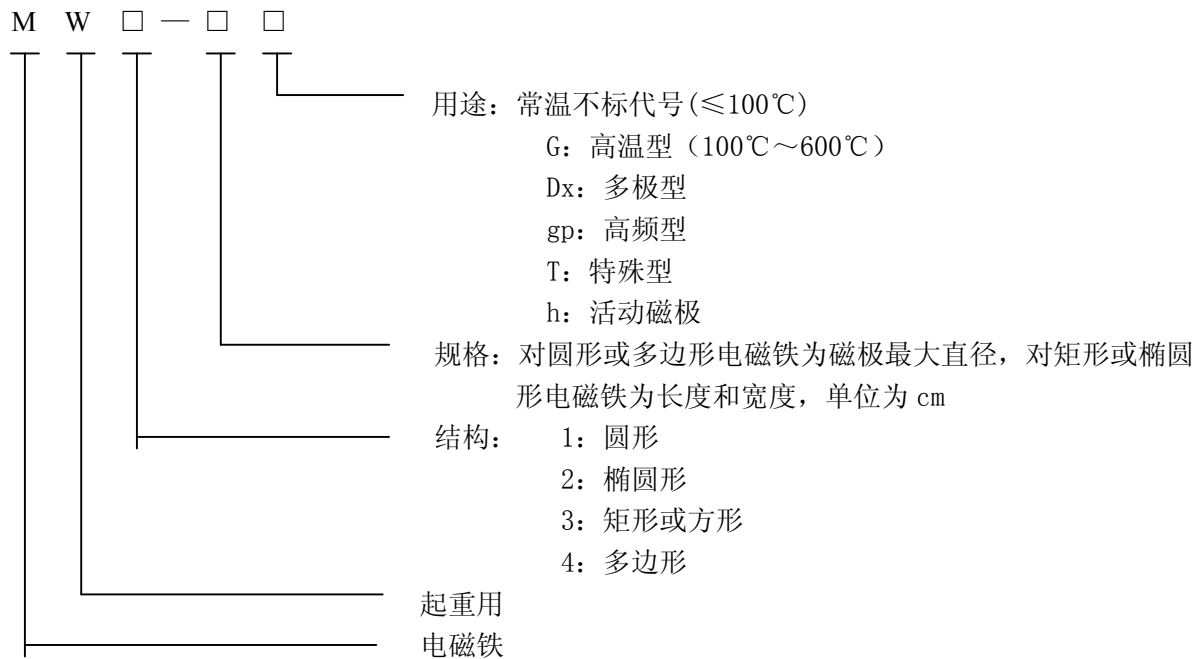 M W □ — □ □
用途：常温不标代号(≤100℃)
G：高温型（100℃～600℃）
Dx：多极型
gp：高频型
T：特殊型
h：活动磁极
规格：对圆形或多边形电磁铁为磁极最大直径，对矩形或椭圆
形电磁铁为长度和宽度，单位为 cm
结构： 1：圆形
2：椭圆形
3：矩形或方形
4：多边形
起重用
电磁铁